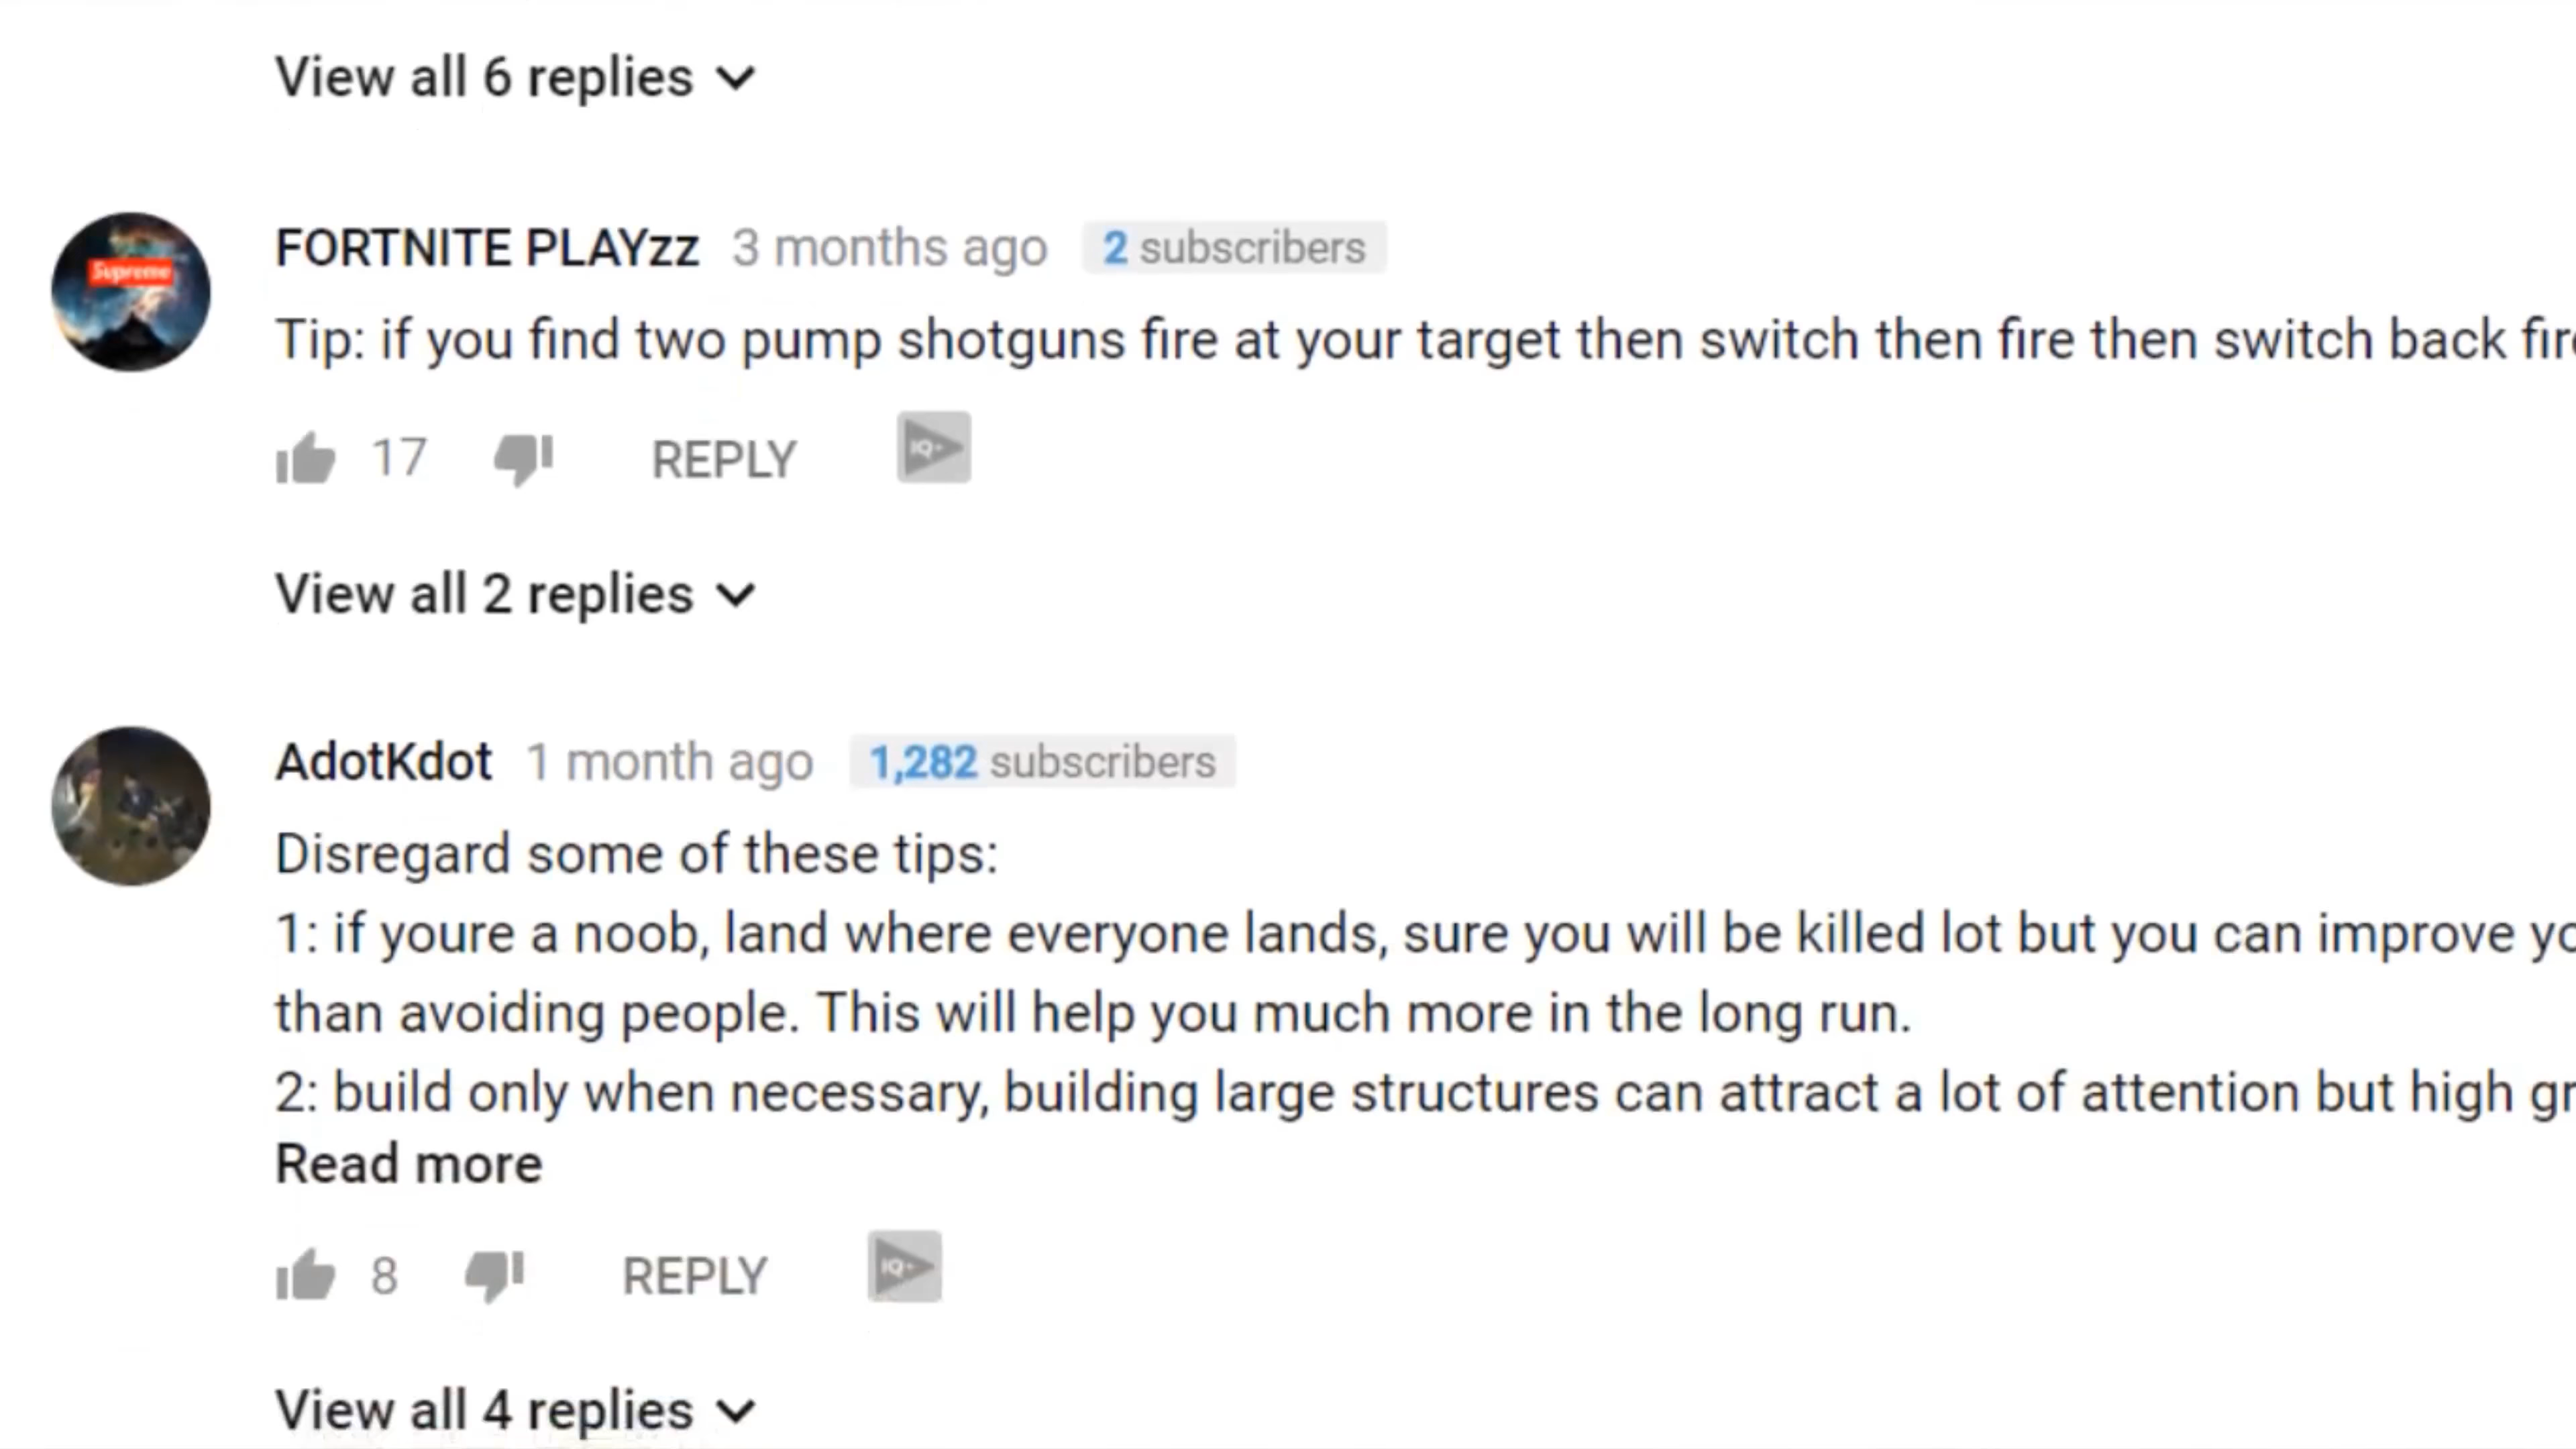 View all 6 replies
FORTNITE PLAYzz 3 months ago 2 subscribers
Supreme
Tip: if you find two pump shotguns fire at your target then switch then fire then switch back
17 REPLY IQ+
View all 2 replies
AdotKdot 1 month ago 1,282 subscribers
Disregard some of these tips:
1: if youre a noob, land where everyone lands, sure you will be killed lot but you can improve
than avoiding people. This will help you much more in the long run.
2: build only when necessary, building large structures can attract a lot of attention but high
Read more
8 REPLY IQ+
View all 4 replies